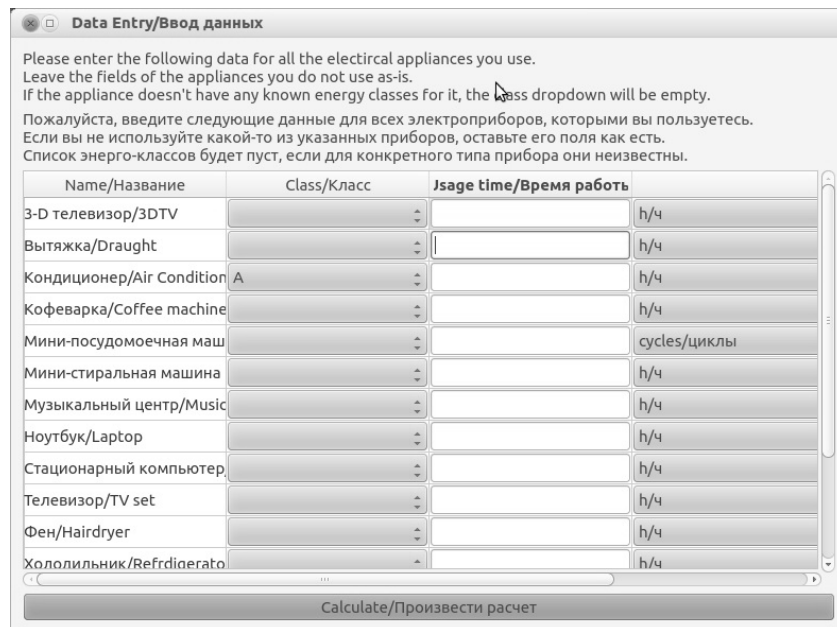 Data Entry/Ввод данных
Please enter the following data for all the electircal appliances you use.
Leave the fields of the appliances you do not use as-is.
If the appliance doesn't have any known energy classes for it, the class dropdown will be empty.
Пожалуйста, введите следующие данные для всех электроприборов, которыми вы пользуетесь.
Если вы не используйте какой-то из указанных приборов, оставьте его поля как есть.
Список энерго-классов будет пуст, если для конкретного типа прибора они неизвестны.
Name/Название Class/Класс Jsage time/Время работь
3-D телевизор/3DTV h/ч
Вытяжка/Draught h/ч
Кондиционер/Air Condition A h/ч
Кофеварка/Coffee machine h/ч
Мини-посудомоечная маш cycles/циклы
Мини-стиральная машина h/ч
Музыкальный центр/Music h/ч
Ноутбук/Laptop h/ч
Стационарный компьютер/ h/ч
Телевизор/TV set h/ч
Фен/Hairdryer h/ч
Холодильник/Refrdigerato h/ч
Calculate/Произвести расчет